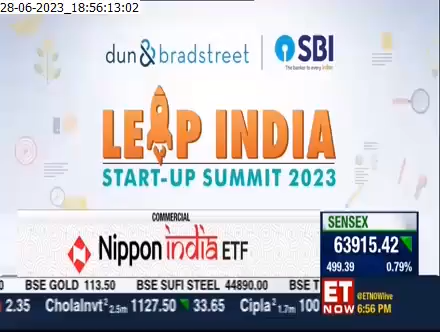 28-06-2023_18:56:13:02
dun & bradstreet SBI
The banker to every Indian
LEAP INDIA
START-UP SUMMIT 2023
COMMERCIAL
Nippon india ETF
SENSEX
63915.42
499.39 0.79%
BSE GOLD 113.50 BSE SUFI STEEL 44890.00 BSE T
2.35 Cholalnvt 2.5m 1127.50 33.65 Cipla 1.7m 100
ET NOW
@ETNOWlive
6:56 PM